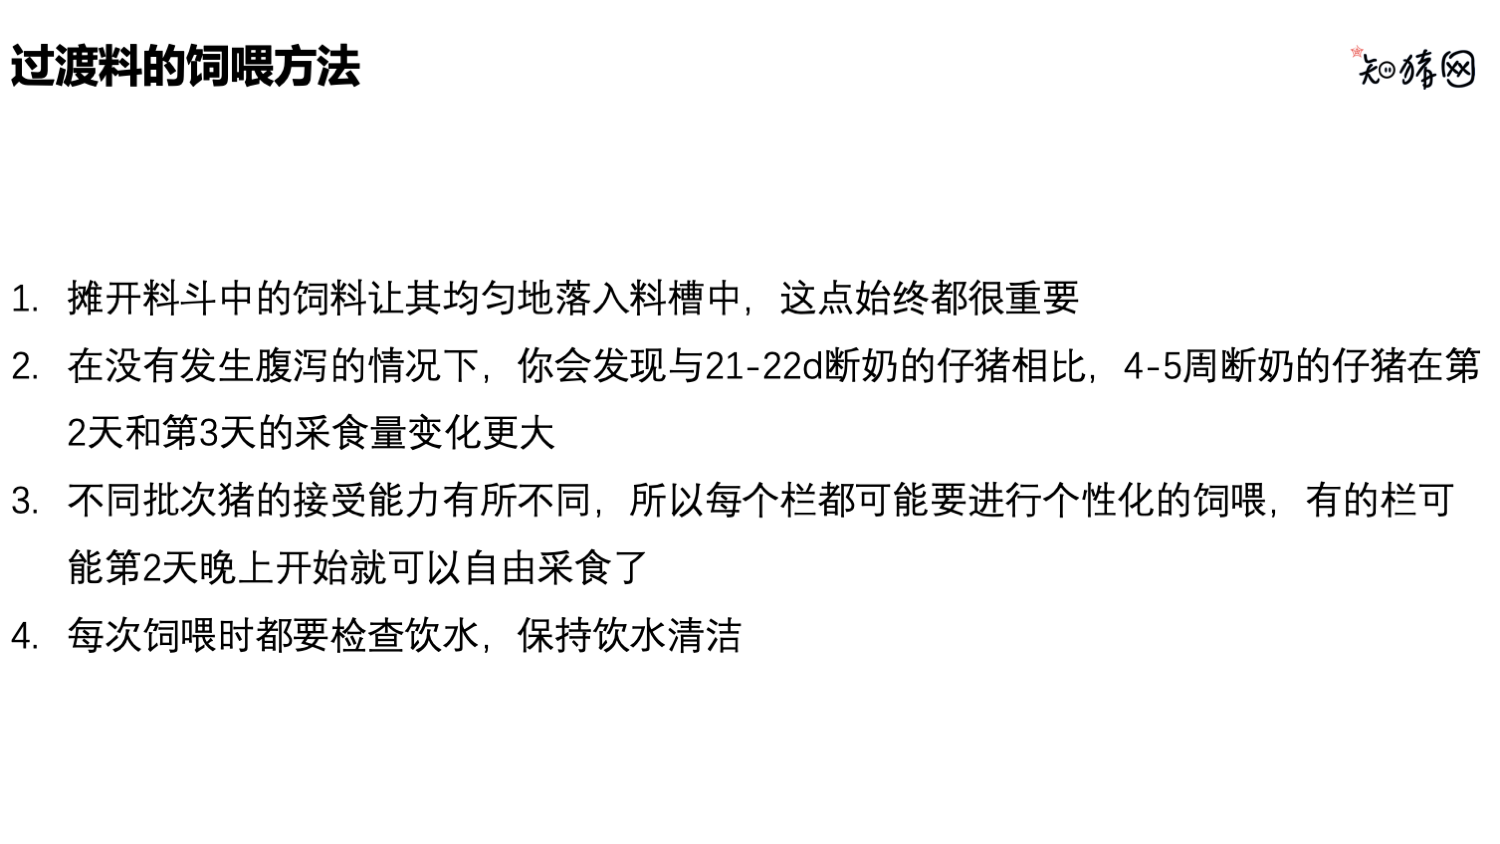 过渡料的饲喂方法
知猪网
1. 摊开料斗中的饲料让其均匀地落入料槽中，这点始终都很重要
2. 在没有发生腹泻的情况下，你会发现与21-22d断奶的仔猪相比，4-5周断奶的仔猪在第
2天和第3天的采食量变化更大
3. 不同批次猪的接受能力有所不同，所以每个栏都可能要进行个性化的饲喂，有的栏可
能第2天晚上开始就可以自由采食了
4. 每次饲喂时都要检查饮水，保持饮水清洁